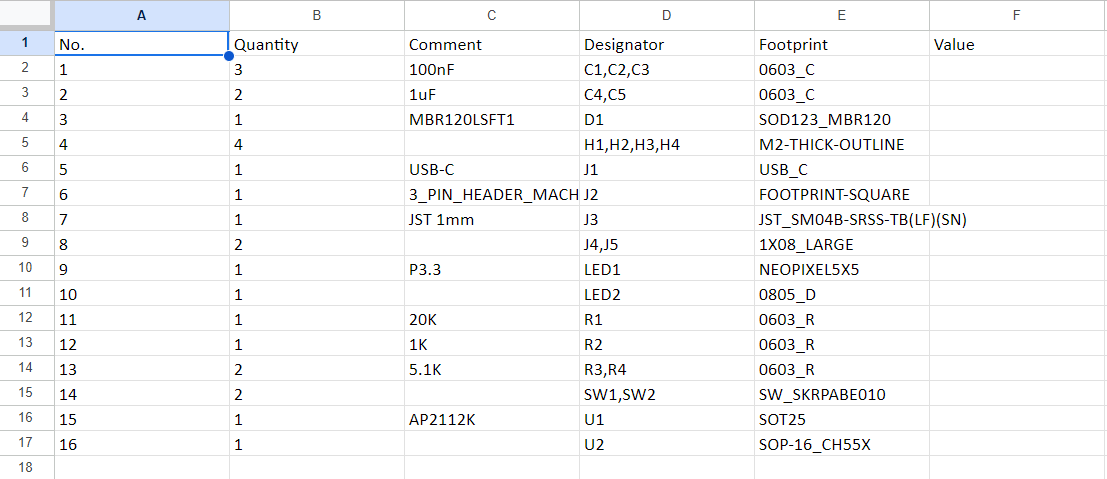 A B C D E F
1 No. Quantity Comment Designator Footprint Value
2 1 3 100nF C1,C2,C3 0603_C
3 2 2 1uF C4,C5 0603_C
4 3 1 MBR120LSFT1 D1 SOD123_MBR120
5 4 4 H1,H2,H3,H4 M2-THICK-OUTLINE
6 5 1 USB-C J1 USB_C
7 6 1 3_PIN_HEADER_MACH J2 FOOTPRINT-SQUARE
8 7 1 JST 1mm J3 JST_SM04B-SRSS-TB(LF)(SN)
9 8 2 J4,J5 1X08_LARGE
10 9 1 P3.3 LED1 NEOPIXEL5X5
11 10 1 LED2 0805_D
12 11 1 20K R1 0603_R
13 12 1 1K R2 0603_R
14 13 2 5.1K R3,R4 0603_R
15 14 2 SW1,SW2 SW_SKRPABE010
16 15 1 AP2112K U1 SOT25
17 16 1 U2 SOP-16_CH55X
18